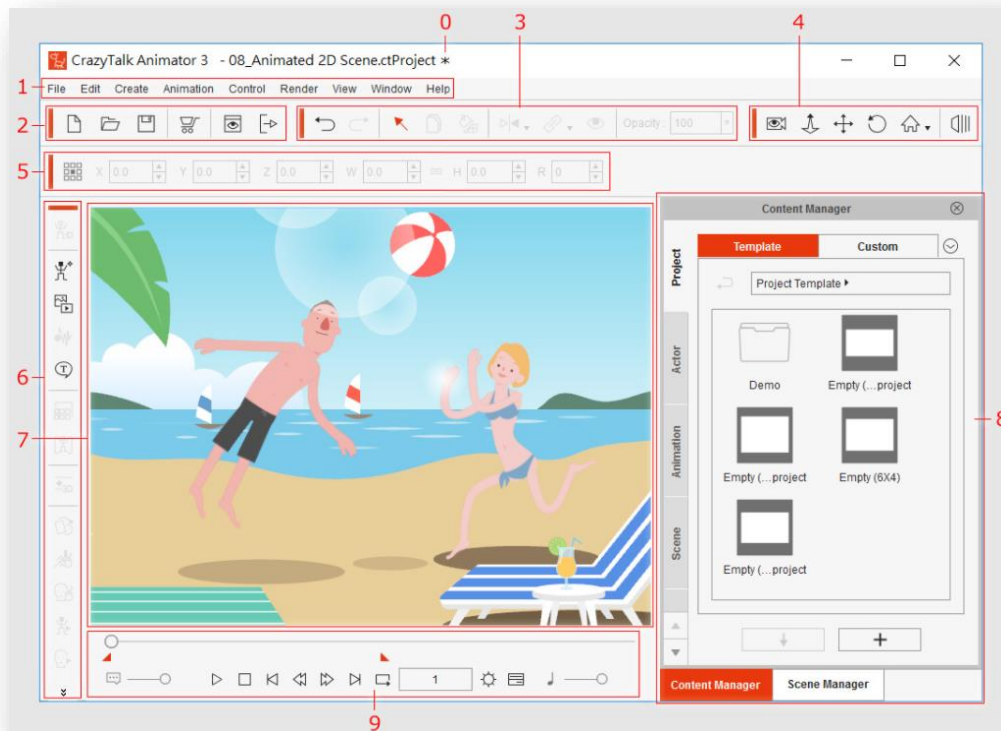 0
3
4
CrazyTalk Animator 3 - 08_Animated 2D Scene.ctProject *
1
File Edit Create Animation Control Render View Window Help
2
Opacity : 100
5
X 0.0 Y 0.0 Z 0.0 W 0.0 H 0.0 R 0
Content Manager
Project
Actor
Animation
Scene
Template Custom
Project Template
Demo
Empty (...project
Empty (...project
Empty (6X4)
Empty (...project
T
6
7
8
1
9
Content Manager Scene Manager